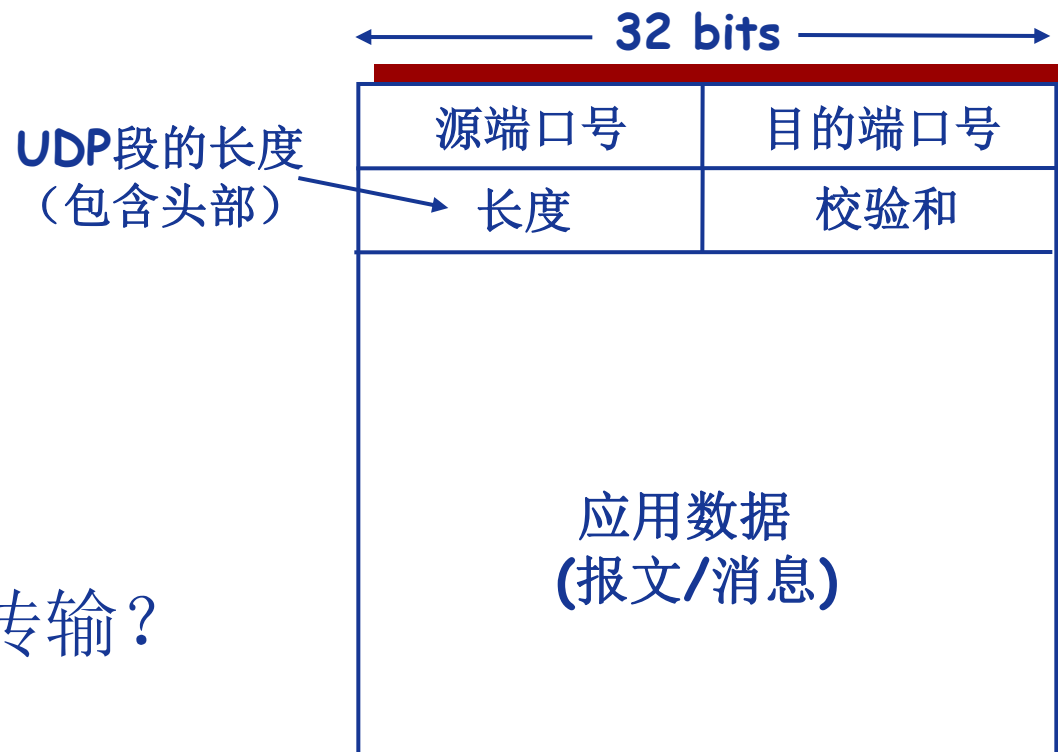 32 bits
源端口号 目的端口号
UDP段的长度
（包含头部）
长度 校验和
应用数据
(报文/消息)
传输？